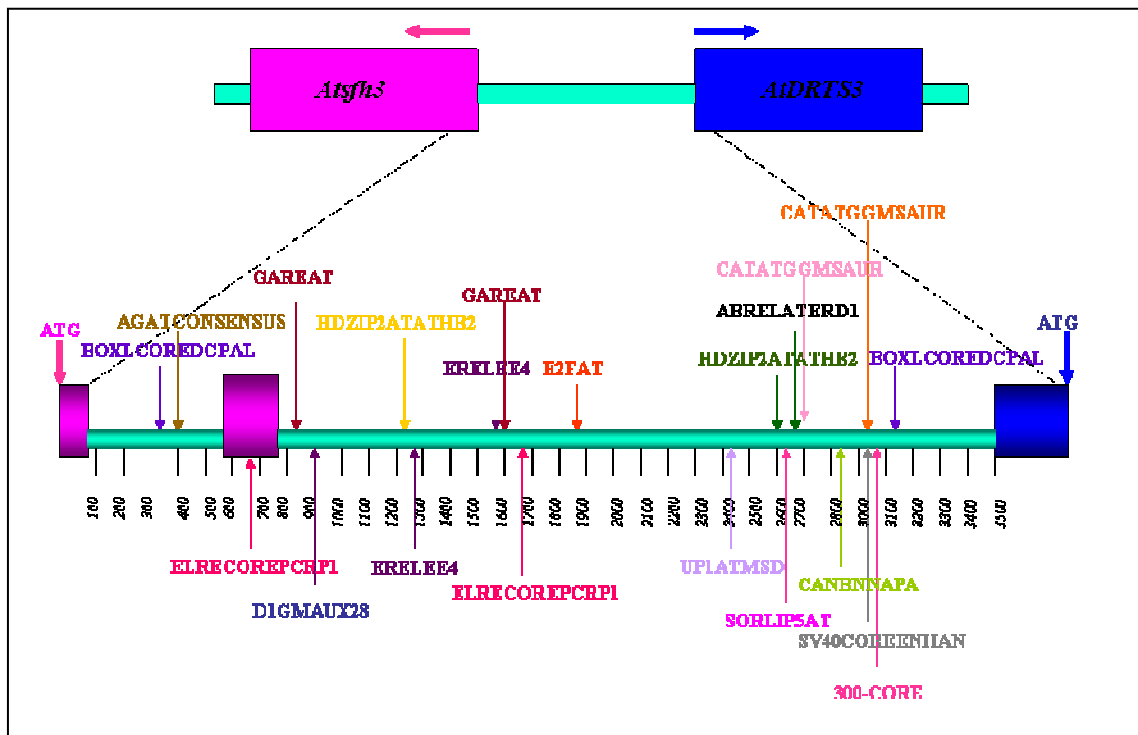 Atsfh3 AtDRTS3
CATATGGMSAUR
GAREAT CATATGGMSAUR
GAREAT
AGATCONSENSUS HDZIP2ATATHB2 ABRELATERD1
ATG ATG
BOXLCOREDCPAL ERELEE4 E2FAT HDZIP2ATATHB2 BOXLCOREDCPAL
100 200 300 400 500 600 700 800 900 1000 1100 1200 1300 1400 1500 1600 1700 1800 1900 2000 2100 2200 2300 2400 2500 2600 2700 2800 3000 3100 3200 3300 3400 3500
ELRECOREPCRP1 ERELEE4 UP1ATMSD
ELRECOREPCRP1 CANBNNAPA
D1GMAUX28 SORLIP5AT
SV40COREENHAN
300-CORE